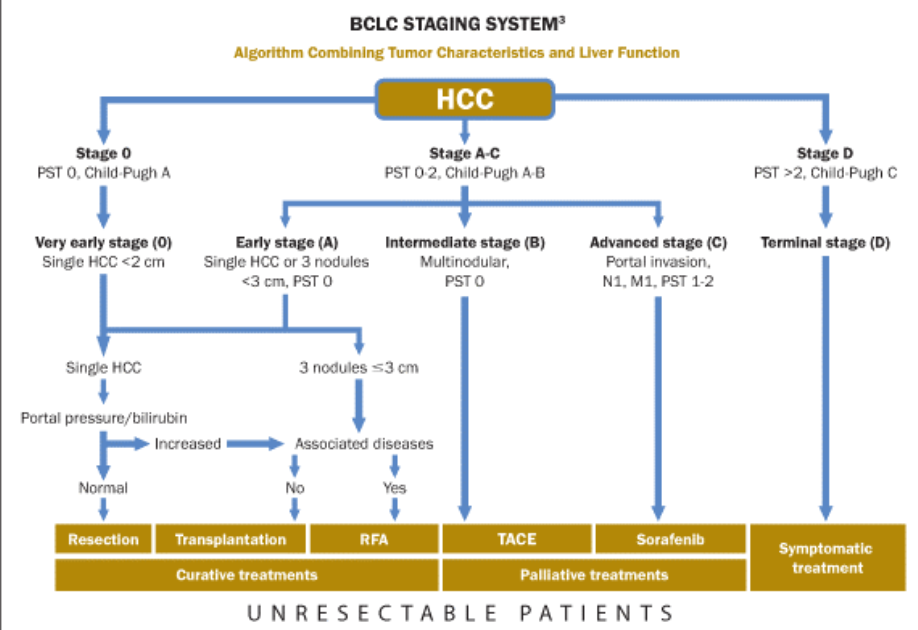 BCLC STAGING SYSTEM³
Algorithm Combining Tumor Characteristics and Liver Function
HCC
Stage 0
PST 0, Child-Pugh A
Stage A-C
PST 0-2, Child-Pugh A-B
Stage D
PST >2, Child-Pugh C
Very early stage (0)
Single HCC <2 cm
Early stage (A)
Single HCC or 3 nodules
<3 cm, PST 0
Intermediate stage (B)
Multinodular,
PST 0
Advanced stage (C)
Portal invasion,
N1, M1, PST 1-2
Terminal stage (D)
Single HCC
3 nodules ≤3 cm
Portal pressure/bilirubin
Increased
Associated diseases
Normal
No
Yes
Resection
Transplantation
RFA
TACE
Sorafenib
Symptomatic
treatment
Curative treatments
Palliative treatments
UNRESECTABLE PATIENTS